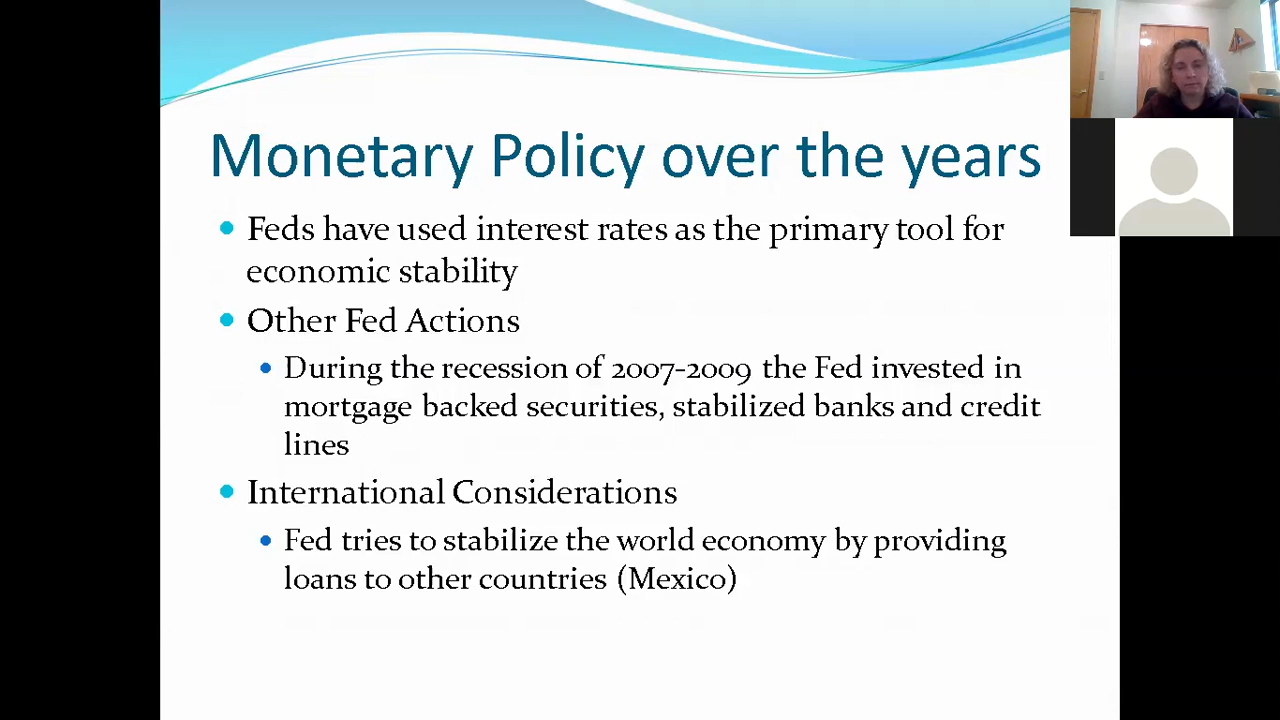 Monetary Policy over the years
Feds have used interest rates as the primary tool for
economic stability
Other Fed Actions
During the recession of 2007-2009 the Fed invested in
mortgage backed securities, stabilized banks and credit
lines
International Considerations
Fed tries to stabilize the world economy by providing
loans to other countries (Mexico)